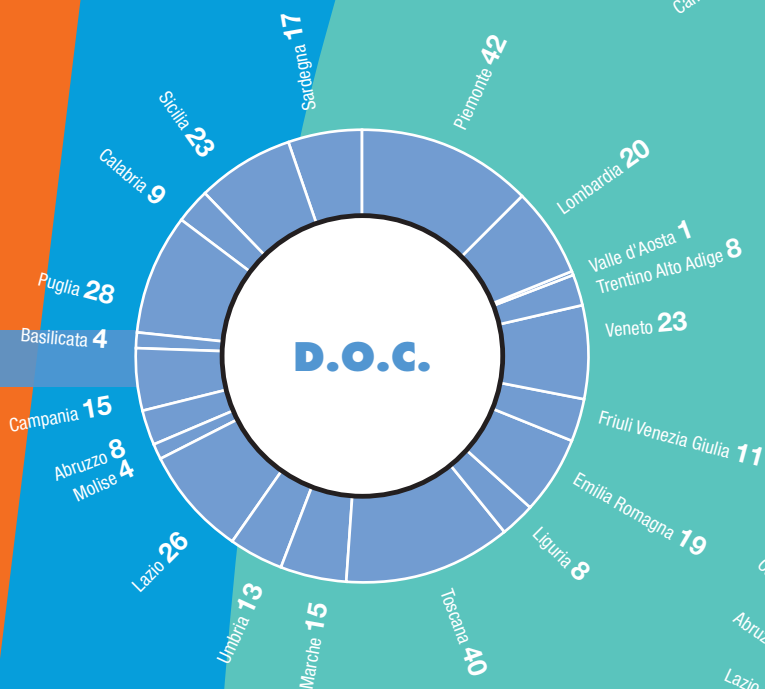 D.O.C.
Piemonte 42
Lombardia 20
Valle d'Aosta 1
Trentino Alto Adige 8
Veneto 23
Friuli Venezia Giulia 11
Emilia Romagna 19
Liguria 8
Toscana 40
Marche 15
Umbria 13
Lazio 26
Molise 4
Abruzzo 8
Campania 15
Basilicata 4
Puglia 28
Calabria 9
Sicilia 23
Sardegna 17
Lazio